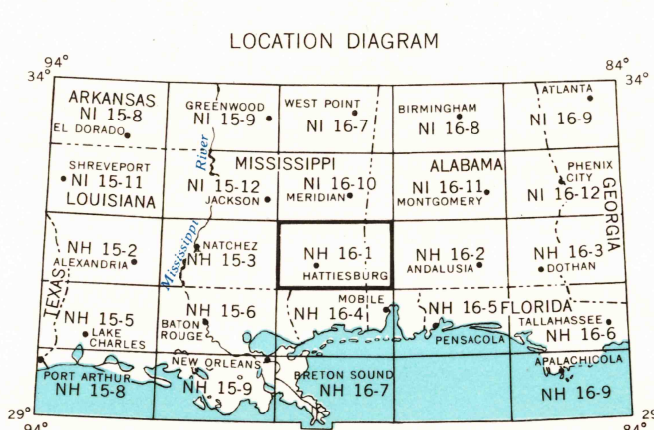 LOCATION DIAGRAM
94°
84°
34°
34°
ARKANSAS
NI 15-8
EL DORADO
GREENWOOD
NI 15-9
WEST POINT
NI 16-7
BIRMINGHAM
NI 16-8
ATLANTA
NI 16-9
River
SHREVEPORT
NI 15-11
LOUISIANA
MISSISSIPPI
NI 15-12
JACKSON
NI 16-10
MERIDIAN
ALABAMA
NI 16-11
MONTGOMERY
PHENIX
CITY
NI 16-12
GEORGIA
NH 15-2
ALEXANDRIA
Mississippi
NATCHEZ
NH 15-3
NH 16-1
HATTIESBURG
NH 16-2
ANDALUSIA
NH 16-3
DOTHAN
TEXAS
NH 15-5
LAKE
CHARLES
NH 15-6
BATON
ROUGE
MOBILE
NH 16-4
NH 16-5
FLORIDA
PENSACOLA
TALLAHASSEE
NH 16-6
PORT ARTHUR
NH 15-8
NEW ORLEANS
NH 15-9
BRETON SOUND
NH 16-7
APALACHICOLA
NH 16-9
29°
29°
94°
84°